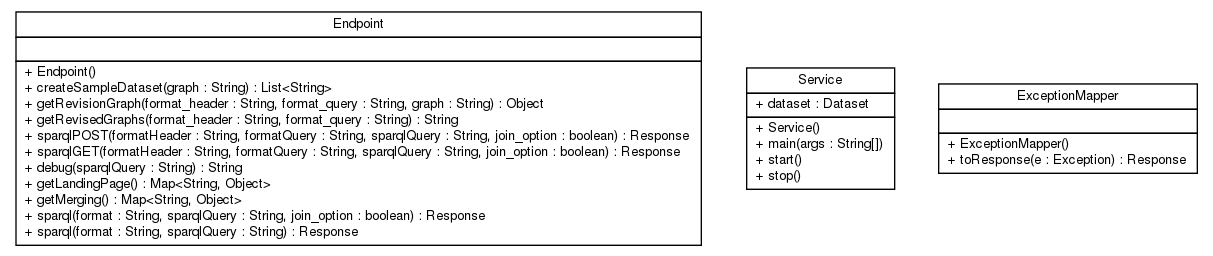 Endpoint
+ Endpoint()
+ createSampleDataset(graph : String) : List<String>
+ getRevisionGraph(format_header : String, format_query : String, graph : String) : Object
+ getRevisedGraphs(format_header : String, format_query : String) : String
+ sparqlPOST(formatHeader : String, formatQuery : String, sparqlQuery : String, join_option : boolean) : Response
+ sparqlGET(formatHeader : String, formatQuery : String, sparqlQuery : String, join_option : boolean) : Response
+ debug(sparqlQuery : String) : String
+ getLandingPage() : Map<String, Object>
+ getMerging() : Map<String, Object>
+ sparql(format : String, sparqlQuery : String, join_option : boolean) : Response
+ sparql(format : String, sparqlQuery : String) : Response
Service
+ dataset : Dataset
+ Service()
+ main(args : String[])
+ start()
+ stop()
ExceptionMapper
+ ExceptionMapper()
+ toResponse(e : Exception) : Response